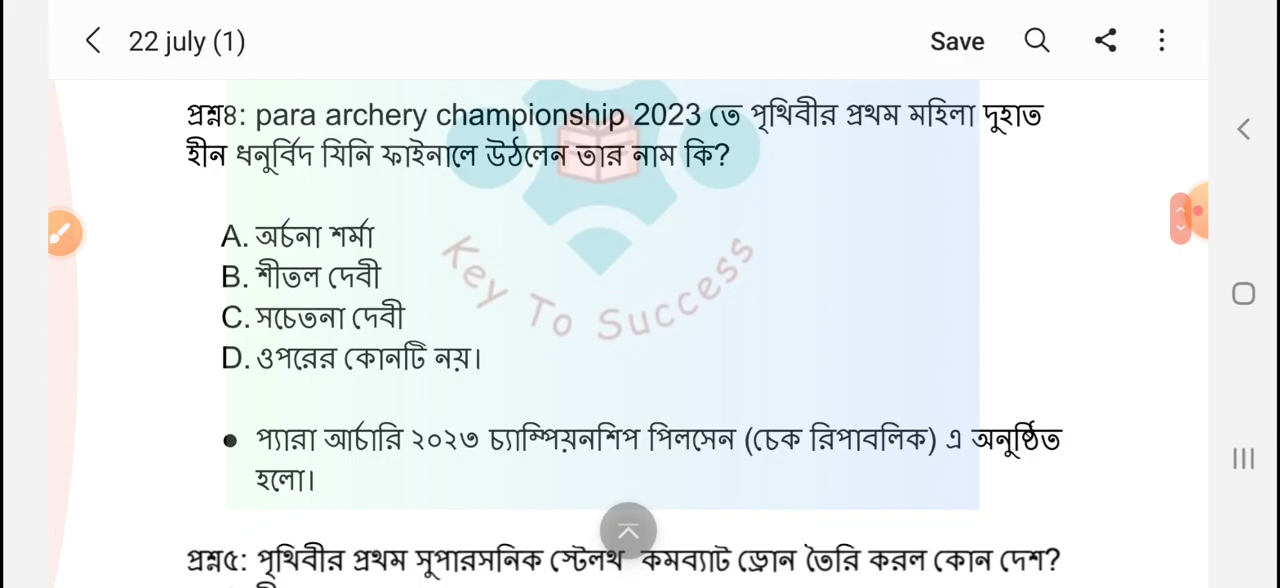 22 july (1)
Save
প্রশ্ন৪: para archery championship 2023 তে পৃথিবীর প্রথম মহিলা দুহাত
হীন ধনুর্বিদ যিনি ফাইনালে উঠলেন তার নাম কি?
A. অর্চনা শর্মা
B. শীতল দেবী
C. সচেতনা দেবী
D. ওপরের কোনটি নয়।
Key To Success
• প্যারা আর্চারি ২০২৩ চ্যাম্পিয়নশিপ পিলসেন (চেক রিপাবলিক) এ অনুষ্ঠিত
হলো।
প্রশ্ন৫: পৃথিবীর প্রথম সুপারসনিক স্টেলথ কমব্যাট ড্রোন তৈরি করল কোন দেশ?